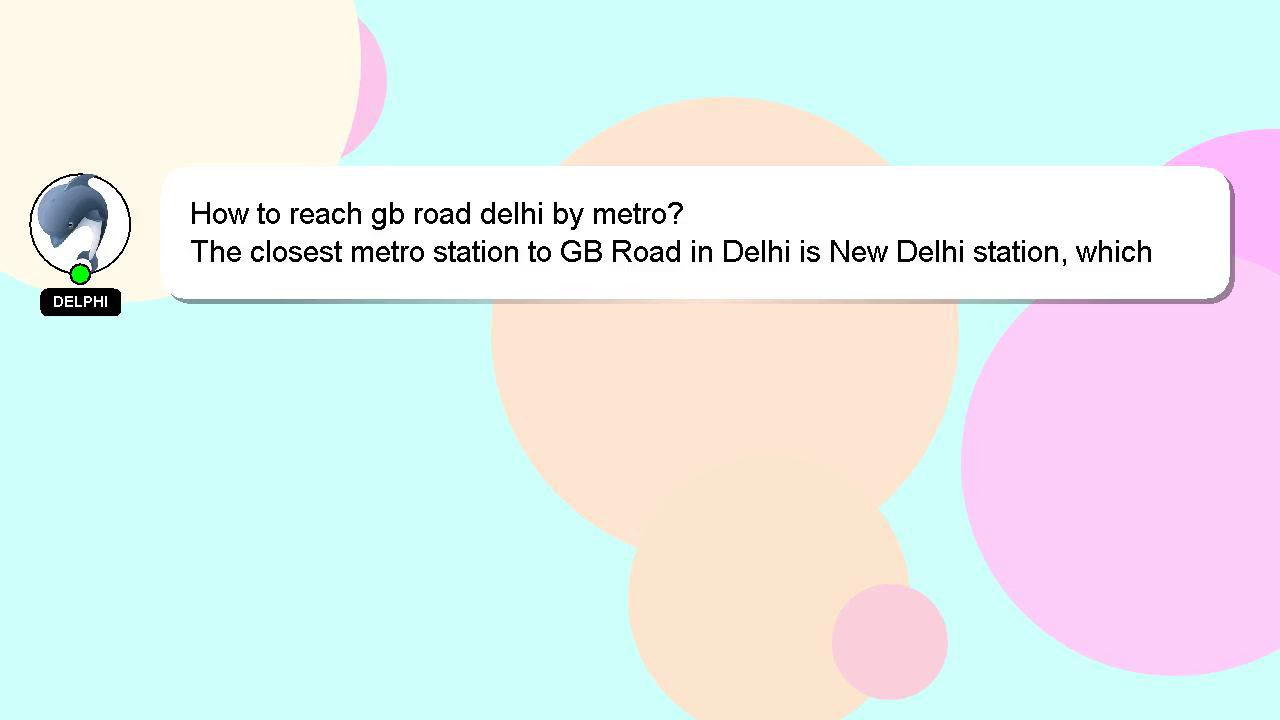 How to reach gb road delhi by metro?
The closest metro station to GB Road in Delhi is New Delhi station, which
DELPHI